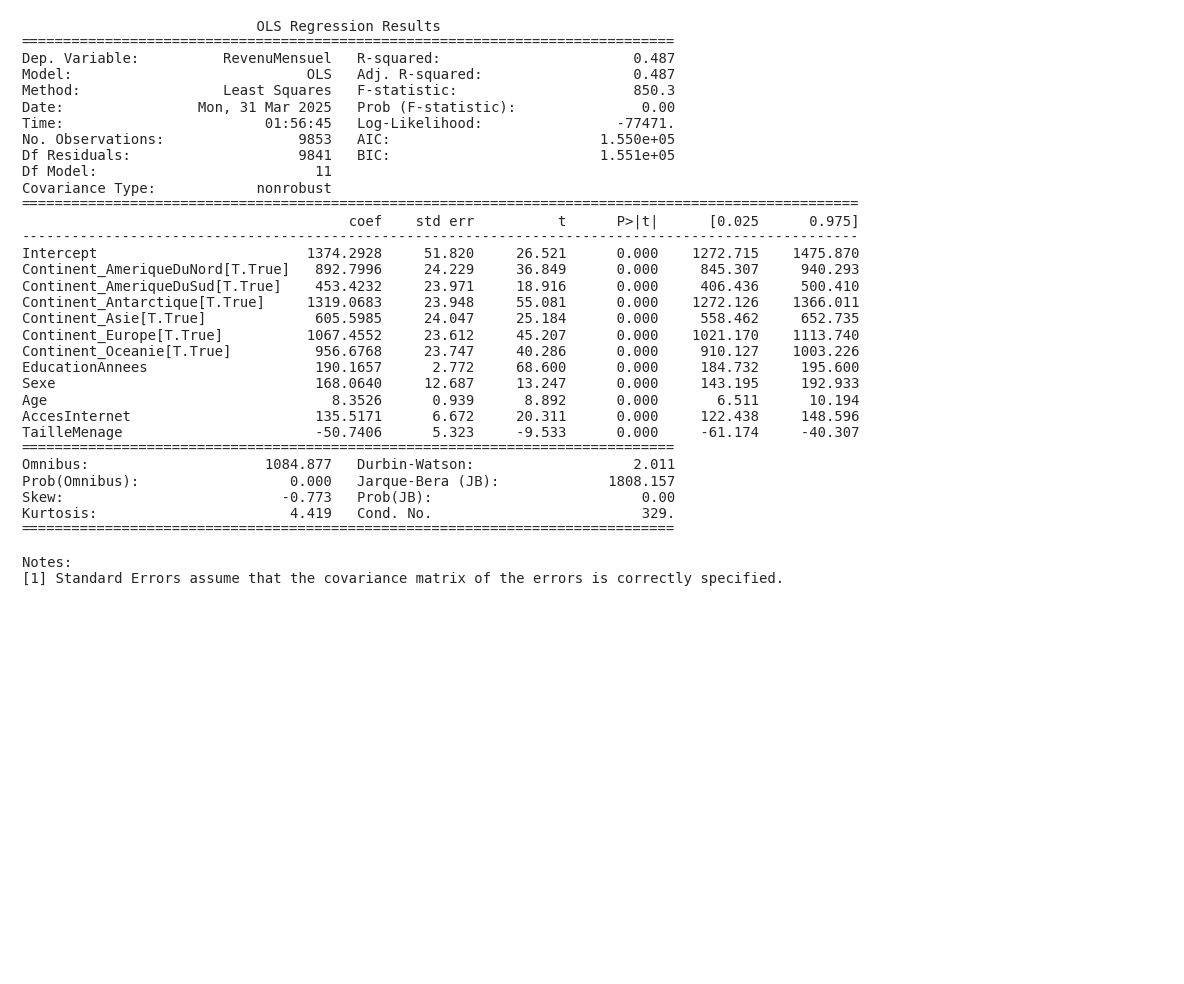 OLS Regression Results
==============================================================================
Dep. Variable:          RevenuMensuel   R-squared:                       0.487
Model:                            OLS   Adj. R-squared:                  0.487
Method:                 Least Squares   F-statistic:                     850.3
Date:                Mon, 31 Mar 2025   Prob (F-statistic):               0.00
Time:                        01:56:45   Log-Likelihood:                -77471.
No. Observations:                9853   AIC:                         1.550e+05
Df Residuals:                    9841   BIC:                         1.551e+05
Df Model:                          11
Covariance Type:            nonrobust
====================================================================================================
                                       coef    std err          t      P>|t|      [0.025      0.975]
----------------------------------------------------------------------------------------------------
Intercept                         1374.2928     51.820     26.521      0.000    1272.715    1475.870
Continent_AmeriqueDuNord[T.True]   892.7996     24.229     36.849      0.000     845.307     940.293
Continent_AmeriqueDuSud[T.True]    453.4232     23.971     18.916      0.000     406.436     500.410
Continent_Antarctique[T.True]     1319.0683     23.948     55.081      0.000    1272.126    1366.011
Continent_Asie[T.True]             605.5985     24.047     25.184      0.000     558.462     652.735
Continent_Europe[T.True]          1067.4552     23.612     45.207      0.000    1021.170    1113.740
Continent_Oceanie[T.True]          956.6768     23.747     40.286      0.000     910.127    1003.226
EducationAnnees                    190.1657      2.772     68.600      0.000     184.732     195.600
Sexe                               168.0640     12.687     13.247      0.000     143.195     192.933
Age                                  8.3526      0.939      8.892      0.000       6.511      10.194
AccesInternet                      135.5171      6.672     20.311      0.000     122.438     148.596
TailleMenage                       -50.7406      5.323     -9.533      0.000     -61.174     -40.307
==============================================================================
Omnibus:                     1084.877   Durbin-Watson:                   2.011
Prob(Omnibus):                  0.000   Jarque-Bera (JB):             1808.157
Skew:                          -0.773   Prob(JB):                         0.00
Kurtosis:                       4.419   Cond. No.                         329.
==============================================================================
Notes:
[1] Standard Errors assume that the covariance matrix of the errors is correctly specified.